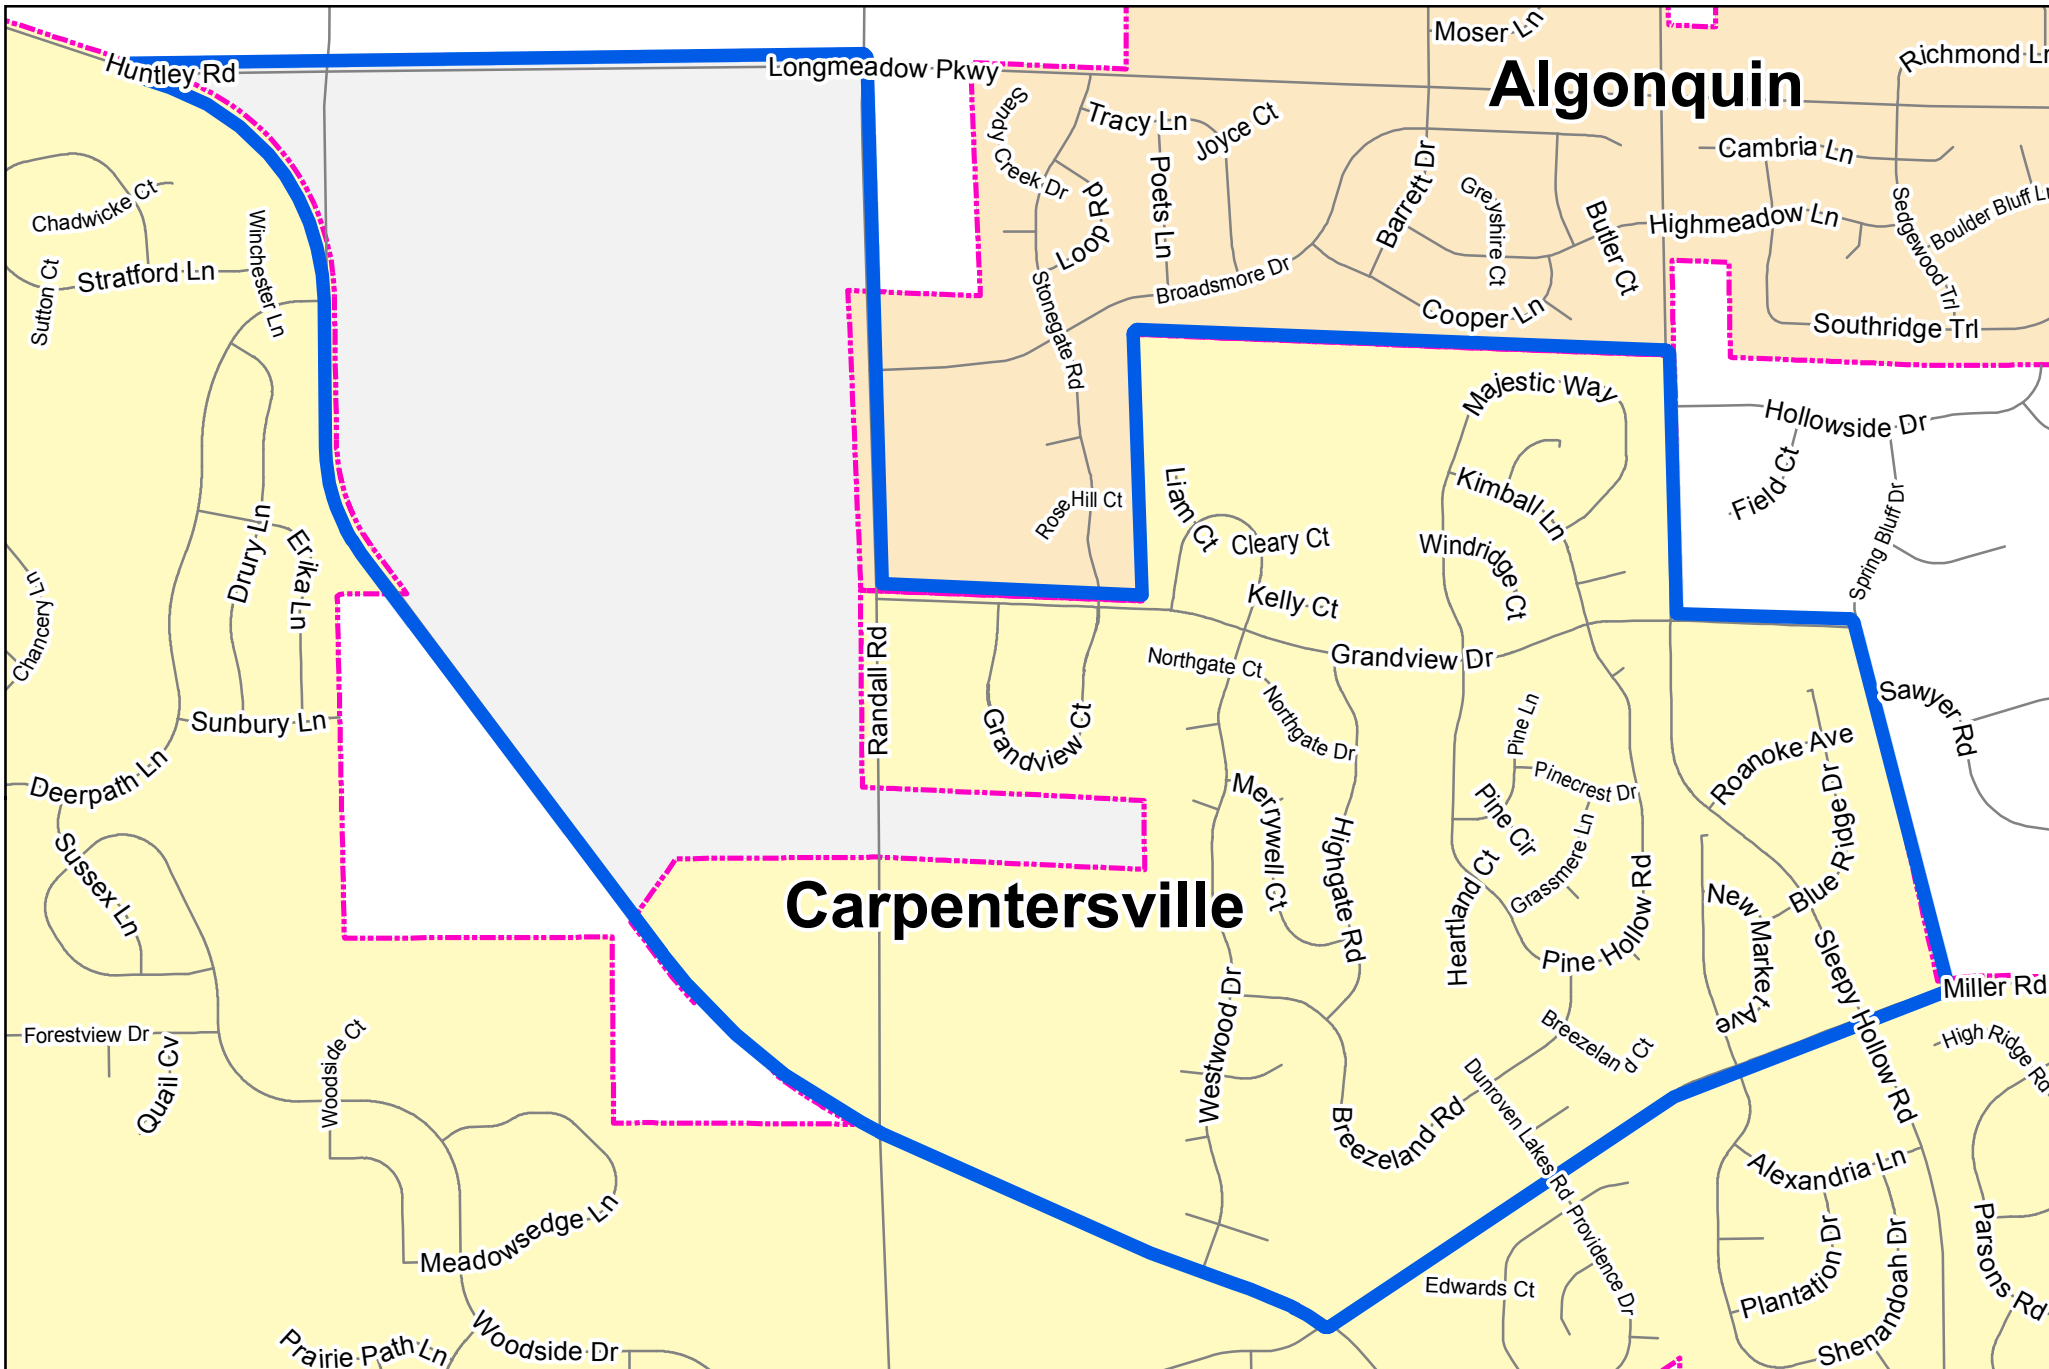 Moser Ln
Richmond Ln
Algonquin
Huntley Rd
Longmeadow Pkwy
Sandy Creek Dr
Tracy Ln
Joyce Ct
Cambria Ln
Chadwicke Ct
Winchester Ln
Loop Rd
Poets Ln
Barrett Dr
Greyshire Ct
Butler Ct
Highmeadow Ln
Sedgewood Trl
Boulder Bluff Ln
Sutton Ct
Stratford Ln
Stonegate Rd
Broadsmore Dr
Cooper Ln
Southridge Trl
Majestic Way
Hollowside Dr
Field Ct
Liam Ct
Kimball Ln
Rose Hill Ct
Cleary Ct
Windridge Ct
Spring Bluff Dr
Drury Ln
Erika Ln
Chancery Ln
Kelly Ct
Randall Rd
Northgate Ct
Grandview Dr
Sawyer Rd
Sunbury Ln
Grandview Ct
Northgate Dr
Pine Ln
Roanoke Ave
Deerpath Ln
Merrywell Ct
Pinecrest Dr
Pine Cir
Blue Ridge Dr
Sussex Ln
Highgate Rd
Heartland Ct
Grassmere Ln
Carpentersville
New Market Ave
Pine Hollow Rd
Sleepy Hollow Rd
Miller Rd
Forestview Dr
Quail Cv
Woodside Ct
Westwood Dr
Breezeland Ct
High Ridge Rd
Breezeland Rd
Dunroven Lakes Rd
Alexandria Ln
Providence Dr
Meadowsedge Ln
Edwards Ct
Plantation Dr
Shenandoah Dr
Parsons Rd
Prairie Path Ln
Woodside Dr